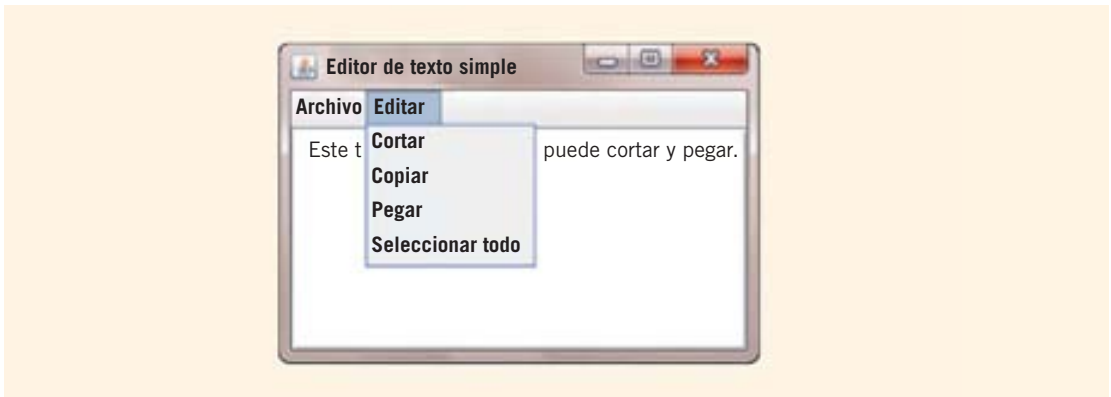 Editor de texto simple
Archivo Editar
Este t
Cortar
puede cortar y pegar.
Copiar
Pegar
Seleccionar todo